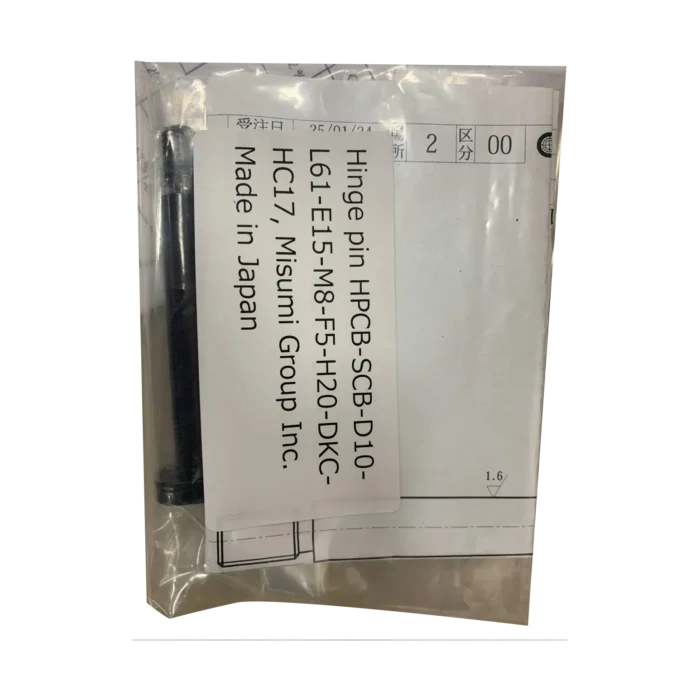 受注日 25/01/24 所 2 区分 00
Hinge pin HPCB-SCB-D10-
L61-E15-M8-F5-H20-DKC-
HC17, Misumi Group Inc.
Made in Japan
1.6